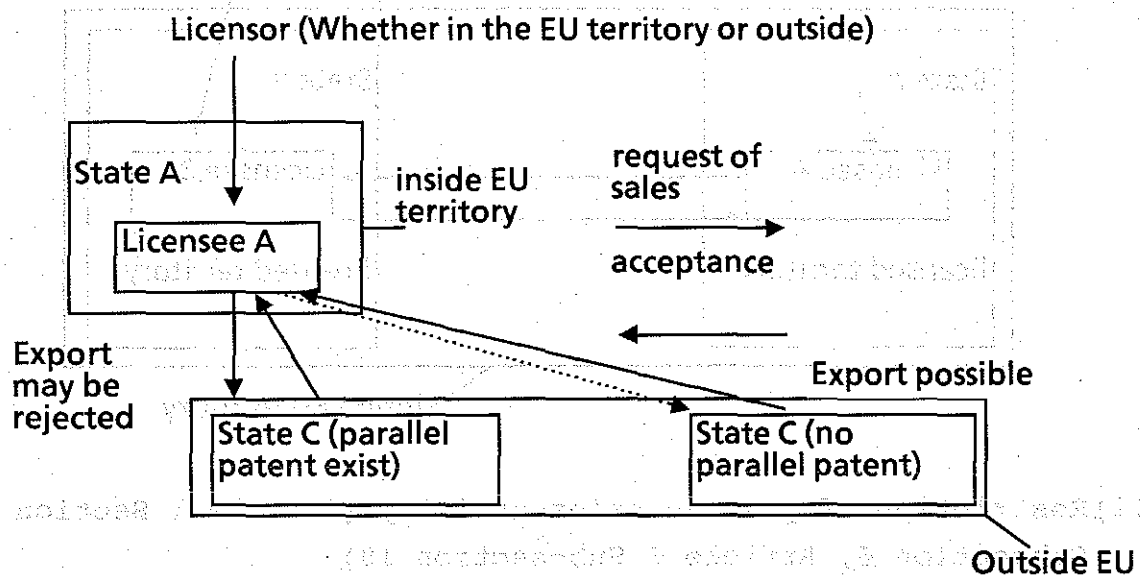 Licensor (Whether in the EU territory or outside)
State A
Licensee A
inside EU
territory
request of
sales
acceptance
Export
may be
rejected
Export possible
State C (parallel
patent exist)
State C (no
parallel patent)
Outside EU